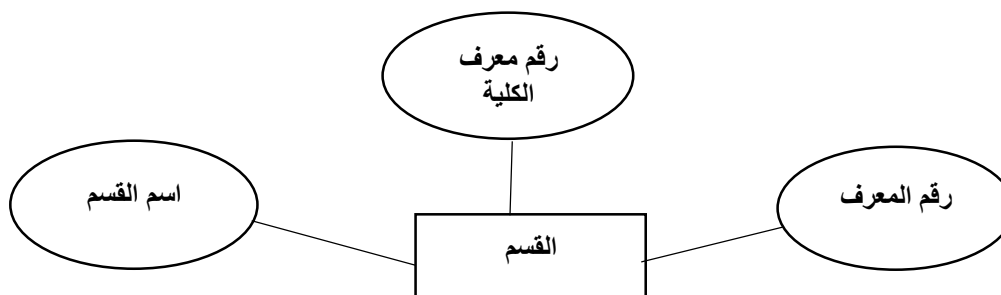 رقم معرف
الكلية
رقم المعرف
اسم القسم
القسم